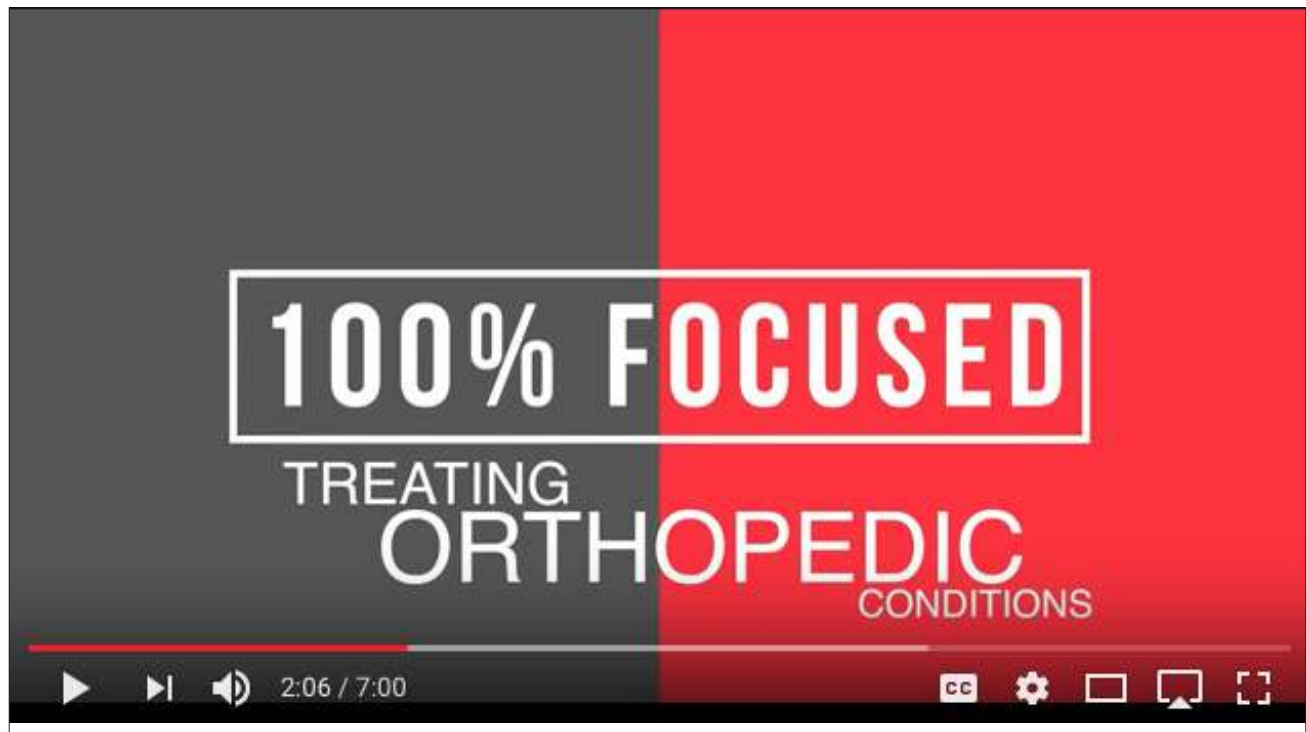 100% FOCUSED
TREATING
ORTHOPEDIC
CONDITIONS
2:06 / 7:00
CC